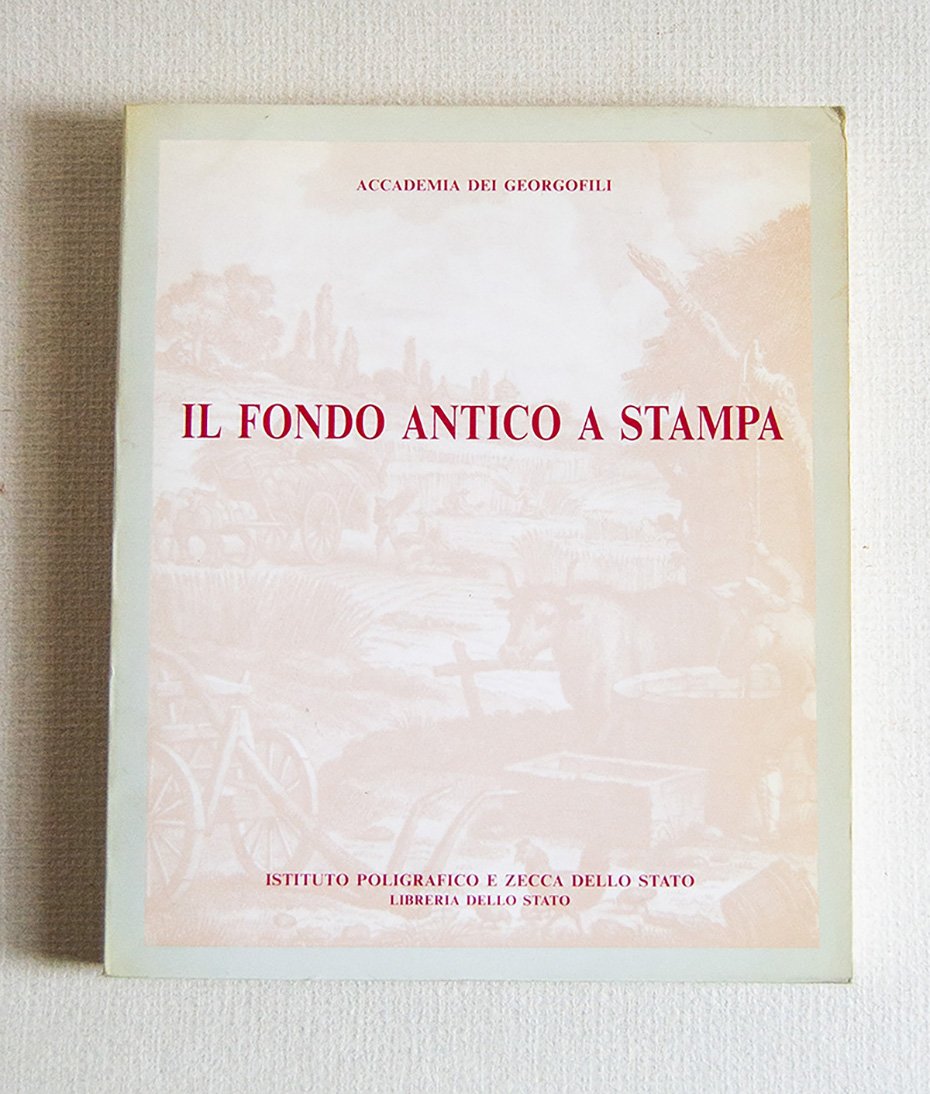 ACCADEMIA DEI GEORGOFILI
IL FONDO ANTICO A STAMPA
ISTITUTO POLIGRAFICO E ZECCA DELLO STATO
LIBRERIA DELLO STATO